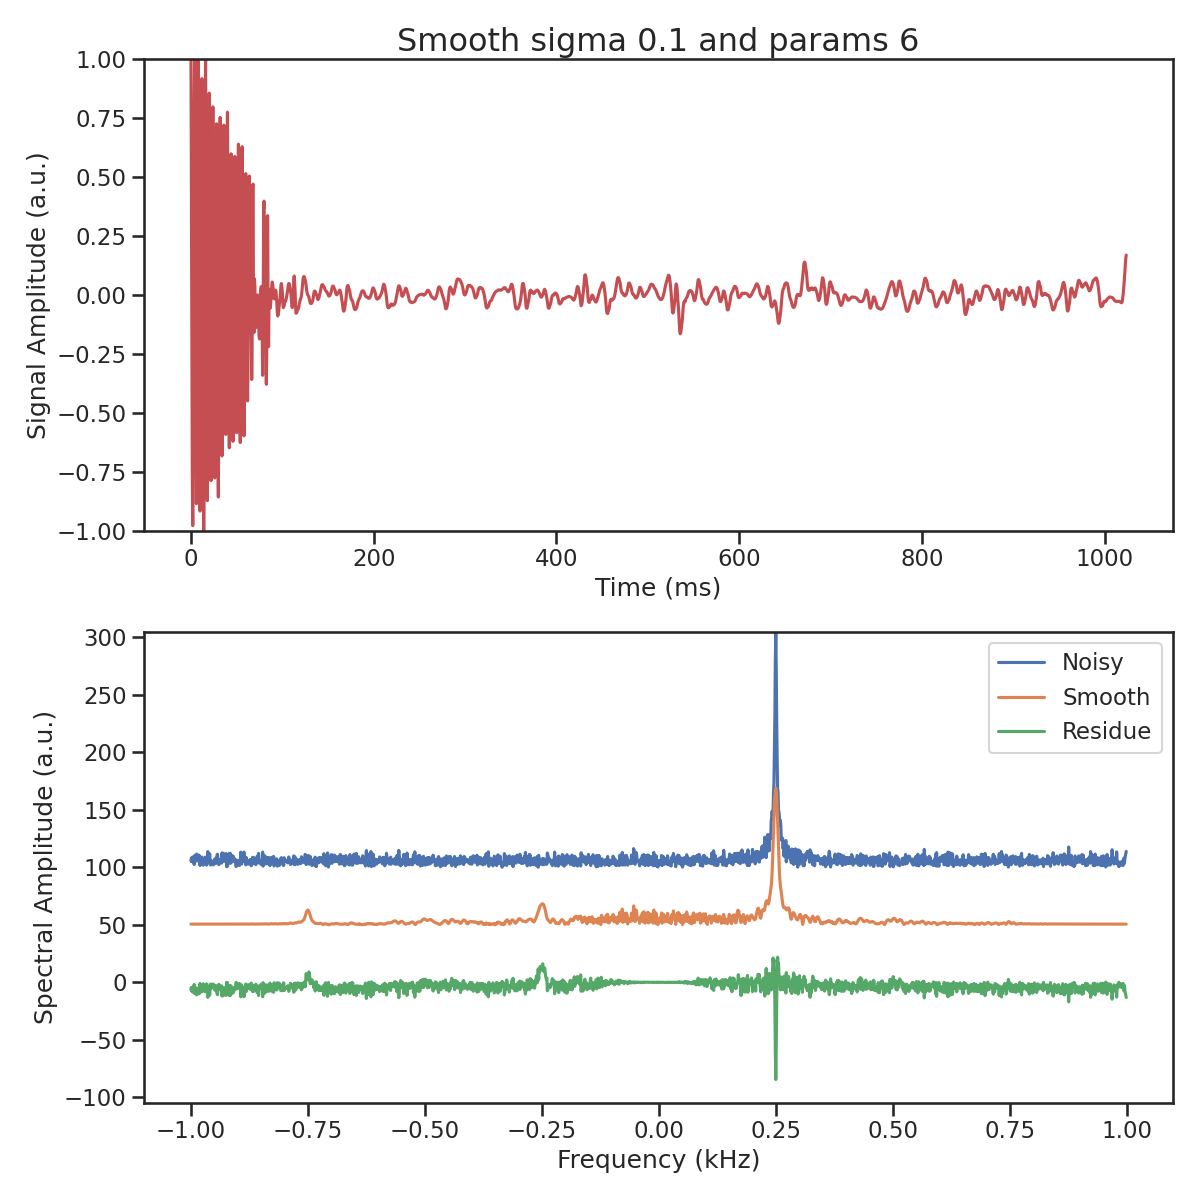 Smooth sigma 0.1 and params 6
1.00
0.75
0.50
0.25
0.00
−0.25
−0.50
−0.75
−1.00
Signal Amplitude (a.u.)
0 200 400 600 800 1000
Time (ms)
300
250
200
150
100
50
0
−50
−100
Spectral Amplitude (a.u.)
Noisy
Smooth
Residue
−1.00 −0.75 −0.50 −0.25 0.00 0.25 0.50 0.75 1.00
Frequency (kHz)